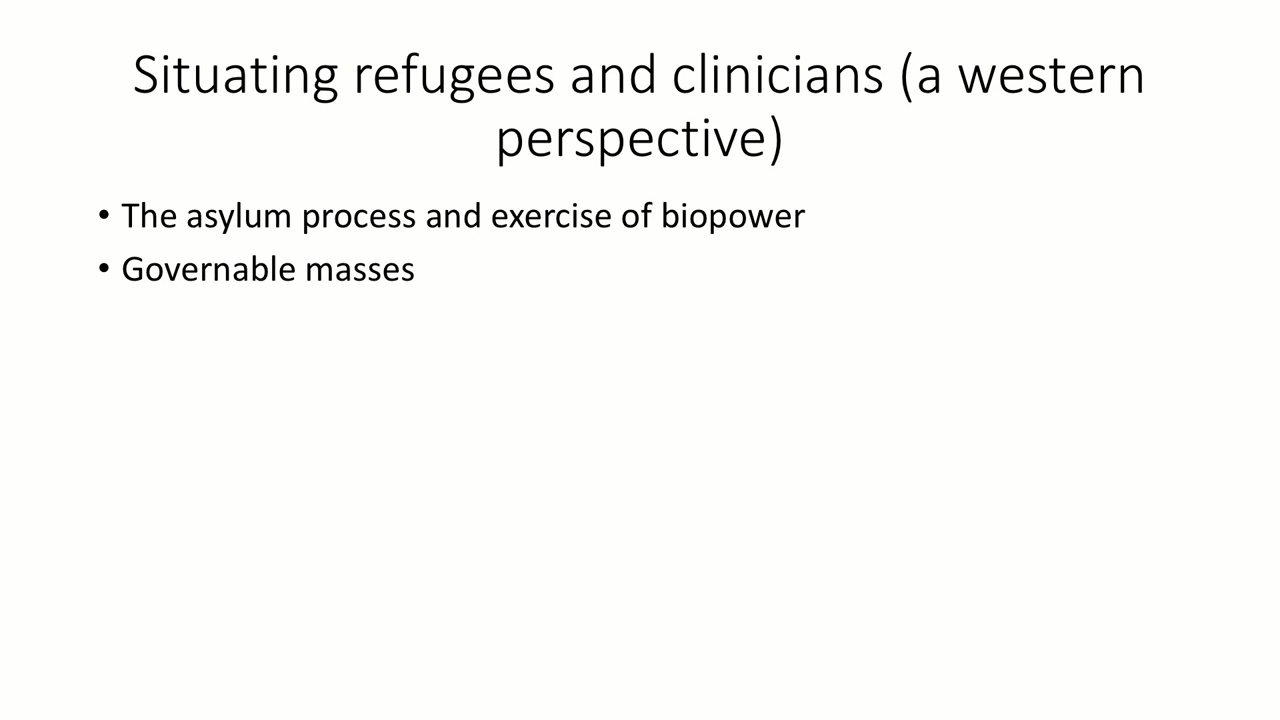 Situating refugees and clinicians (a western
perspective)
• The asylum process and exercise of biopower
• Governable masses